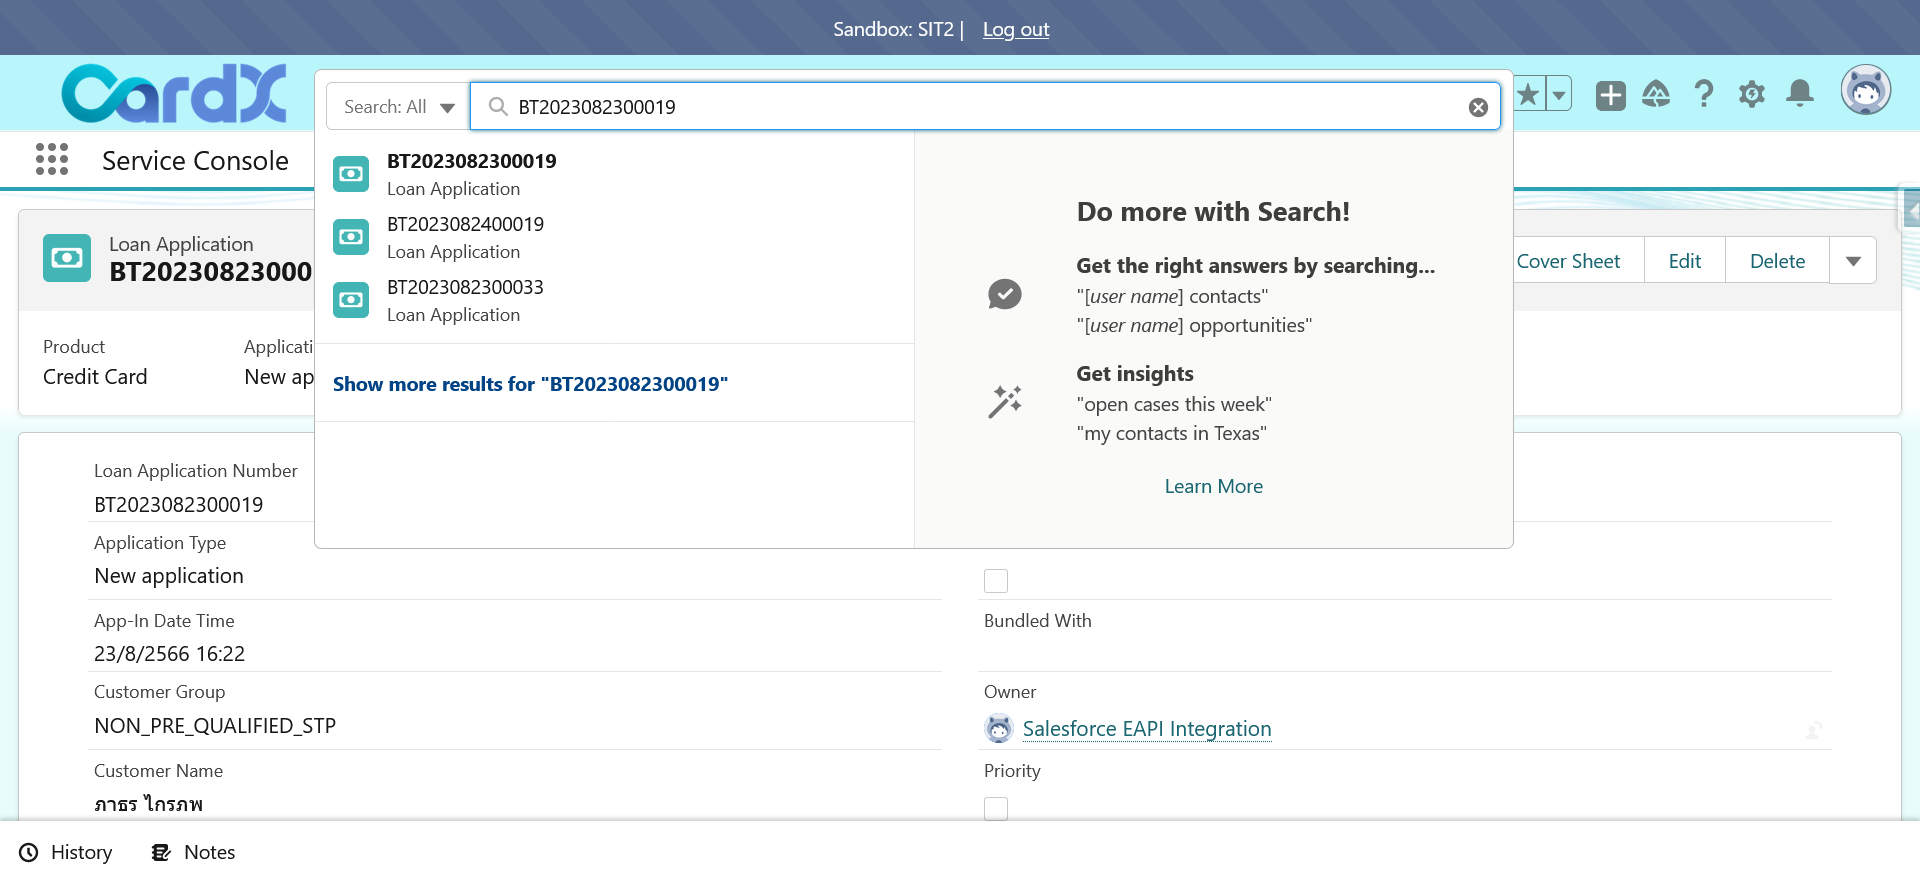 Sandbox: SIT2 | Log out
CardX
Search: All
BT2023082300019
Service Console
BT2023082300019
Loan Application
BT2023082400019
Loan Application
BT2023082300033
Loan Application
Show more results for "BT2023082300019"
Do more with Search!
Get the right answers by searching...
"[user name] contacts"
"[user name] opportunities"
Get insights
"open cases this week"
"my contacts in Texas"
Learn More
Loan Application
BT20230823000
Cover Sheet
Edit
Delete
Product
Applicati
Credit Card
New ap
Loan Application Number
BT2023082300019
Application Type
New application
App-In Date Time
Bundled With
23/8/2566 16:22
Customer Group
Owner
NON_PRE_QUALIFIED_STP
Salesforce EAPI Integration
Customer Name
Priority
ภาธร ไกรภพ
History
Notes